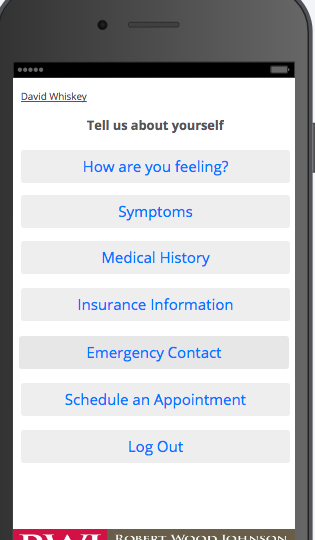 David Whiskey
Tell us about yourself
How are you feeling?
Symptoms
Medical History
Insurance Information
Emergency Contact
Schedule an Appointment
Log Out
RWJ ROBERT WOOD JOHNSON